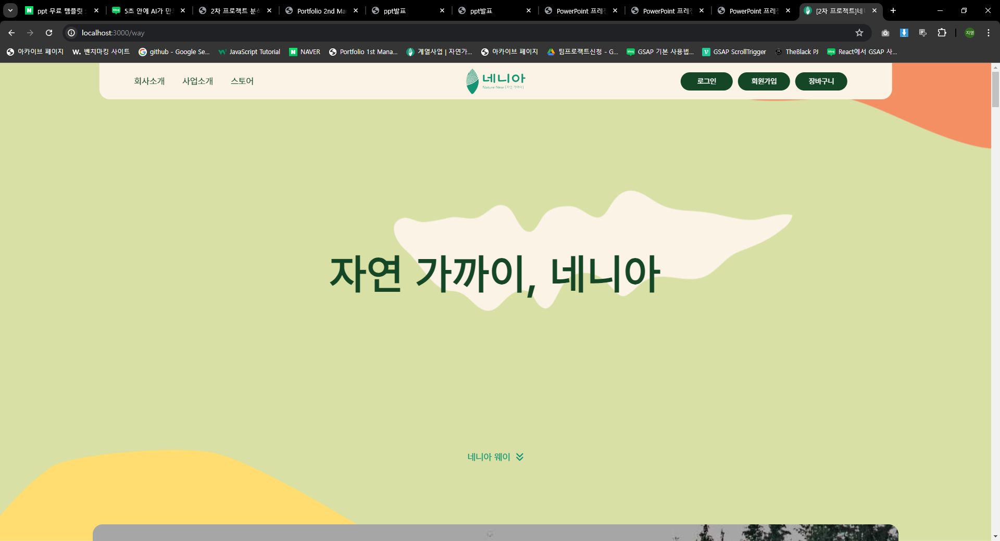 ppt 무료 템플릿
5초 안에 AI가 만
2차 프로젝트 분석
Portfolio 2nd Ma
ppt발표
ppt발표
PowerPoint 프레젠
PowerPoint 프레젠
PowerPoint 프레젠
[2차 프로젝트]네니
localhost:3000/way
지영
아카이브 페이지
벤치마킹 사이트
github - Google Se...
JavaScript Tutorial
NAVER
Portfolio 1st Mana...
계열사업 | 자연가...
아카이브 페이지
팀프로젝트신청 - G...
GSAP 기본 사용법...
GSAP ScrollTrigger
TheBlack PJ
React에서 GSAP 사...
회사소개
사업소개
스토어
네니아
Nature Near [자연 가까이]
로그인
회원가입
장바구니
자연 가까이, 네니아
네니아 웨이